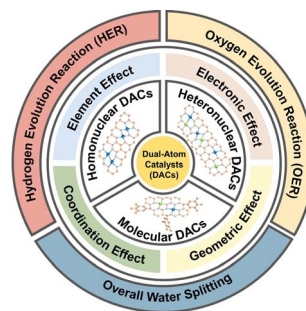 Hydrogen Evolution Reaction (HER)
Oxygen Evolution Reaction (OER)
Element Effect
Electronic Effect
Homonuclear DACs
Heteronuclear DACs
Dual-Atom
Catalysts
(DACs)
Molecular DACs
Coordination Effect
Geometric Effect
Overall Water Splitting